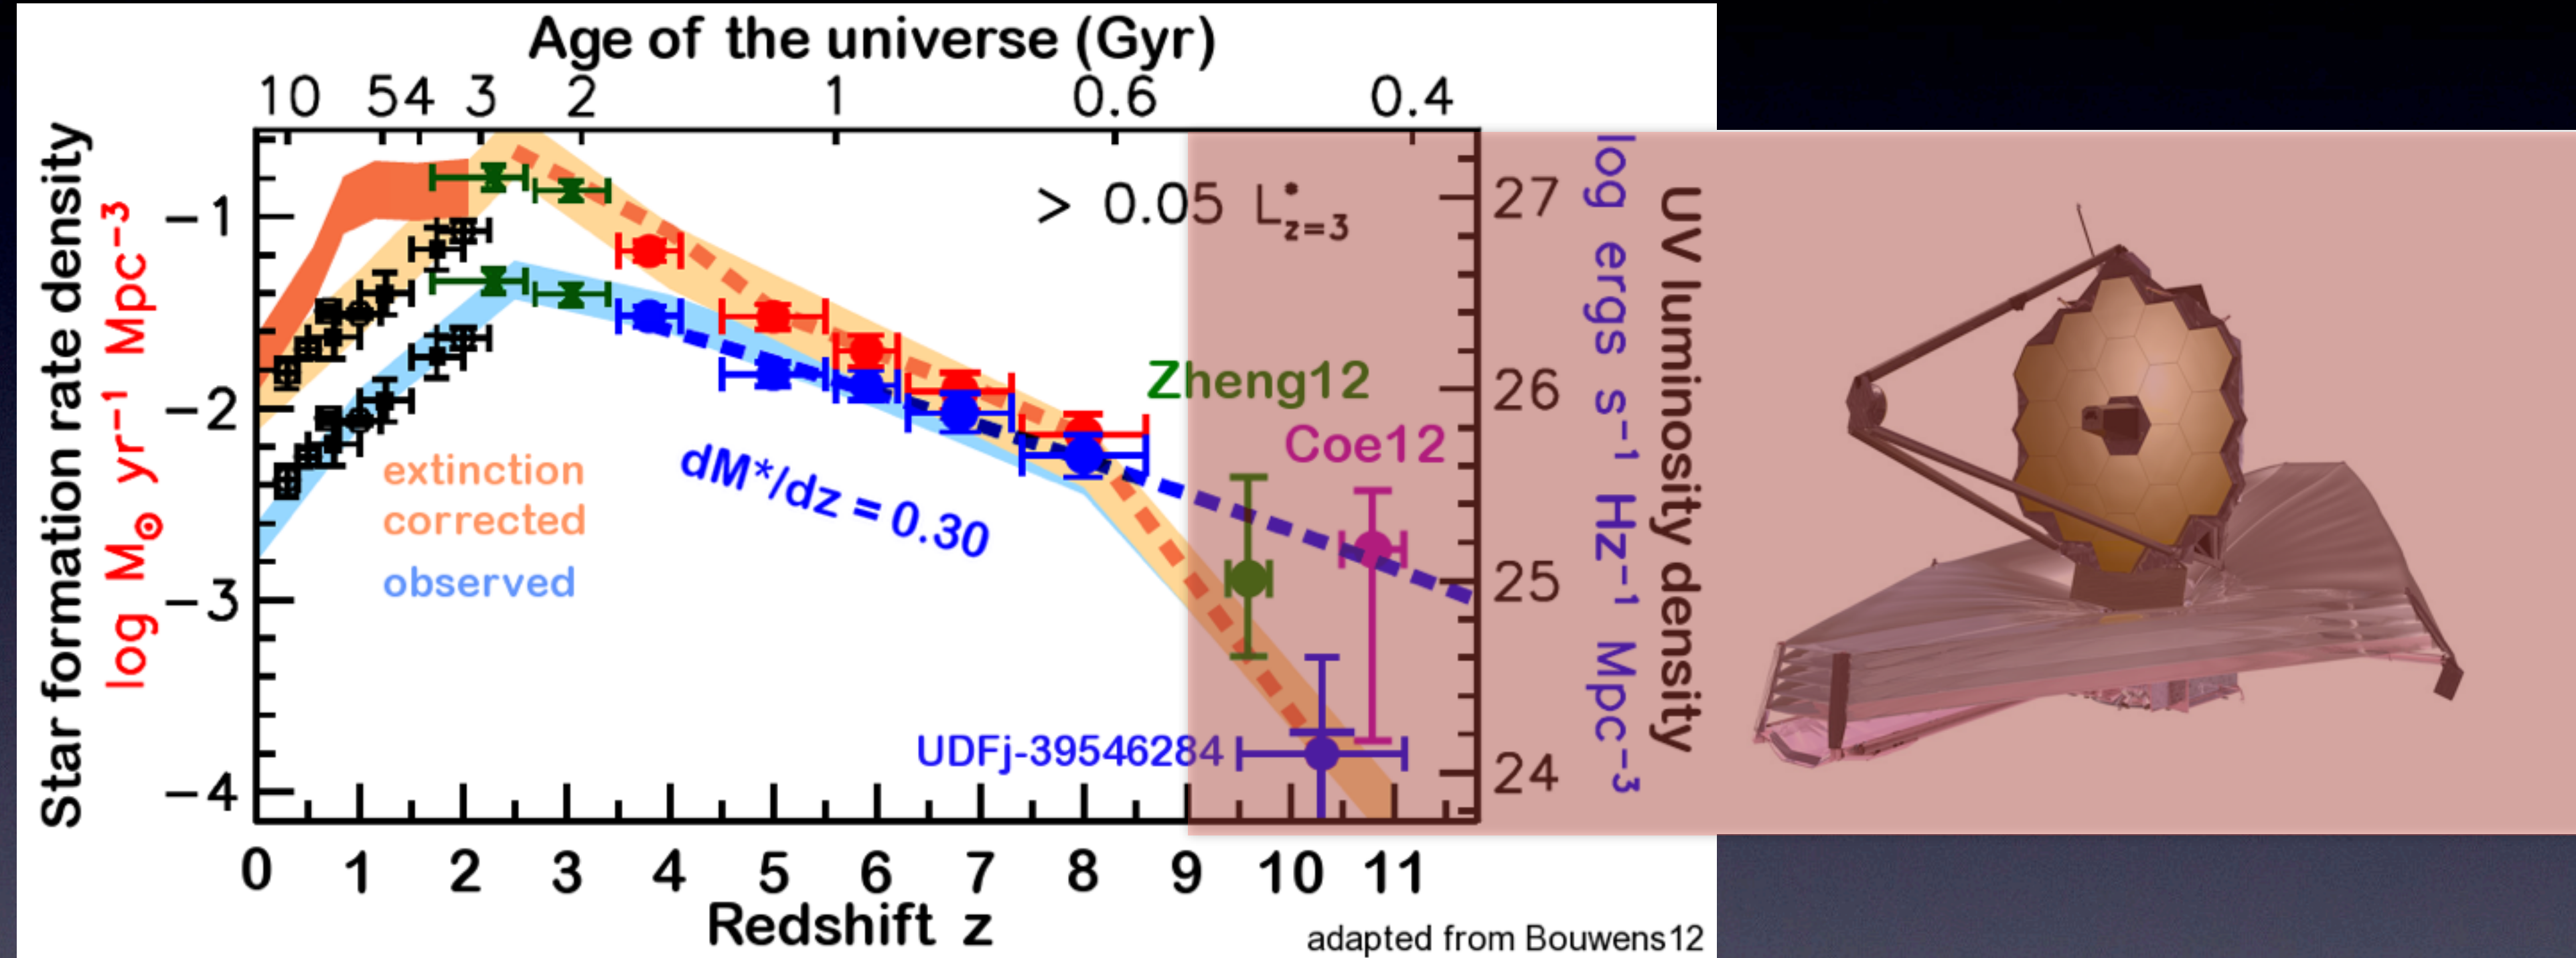 Age of the universe (Gyr)
10 5 4 3 2 1 0.6 0.4
Star formation rate density
log M⊙ yr⁻¹ Mpc⁻³
−1
−2
−3
−4
> 0.05 L*z=3
Zheng12
Coe12
dM*/dz = 0.30
extinction
corrected
observed
UDFj-39546284
27
26
25
24
log ergs s⁻¹ Hz⁻¹ Mpc⁻³
UV luminosity density
0 1 2 3 4 5 6 7 8 9 10 11
Redshift z
adapted from Bouwens12